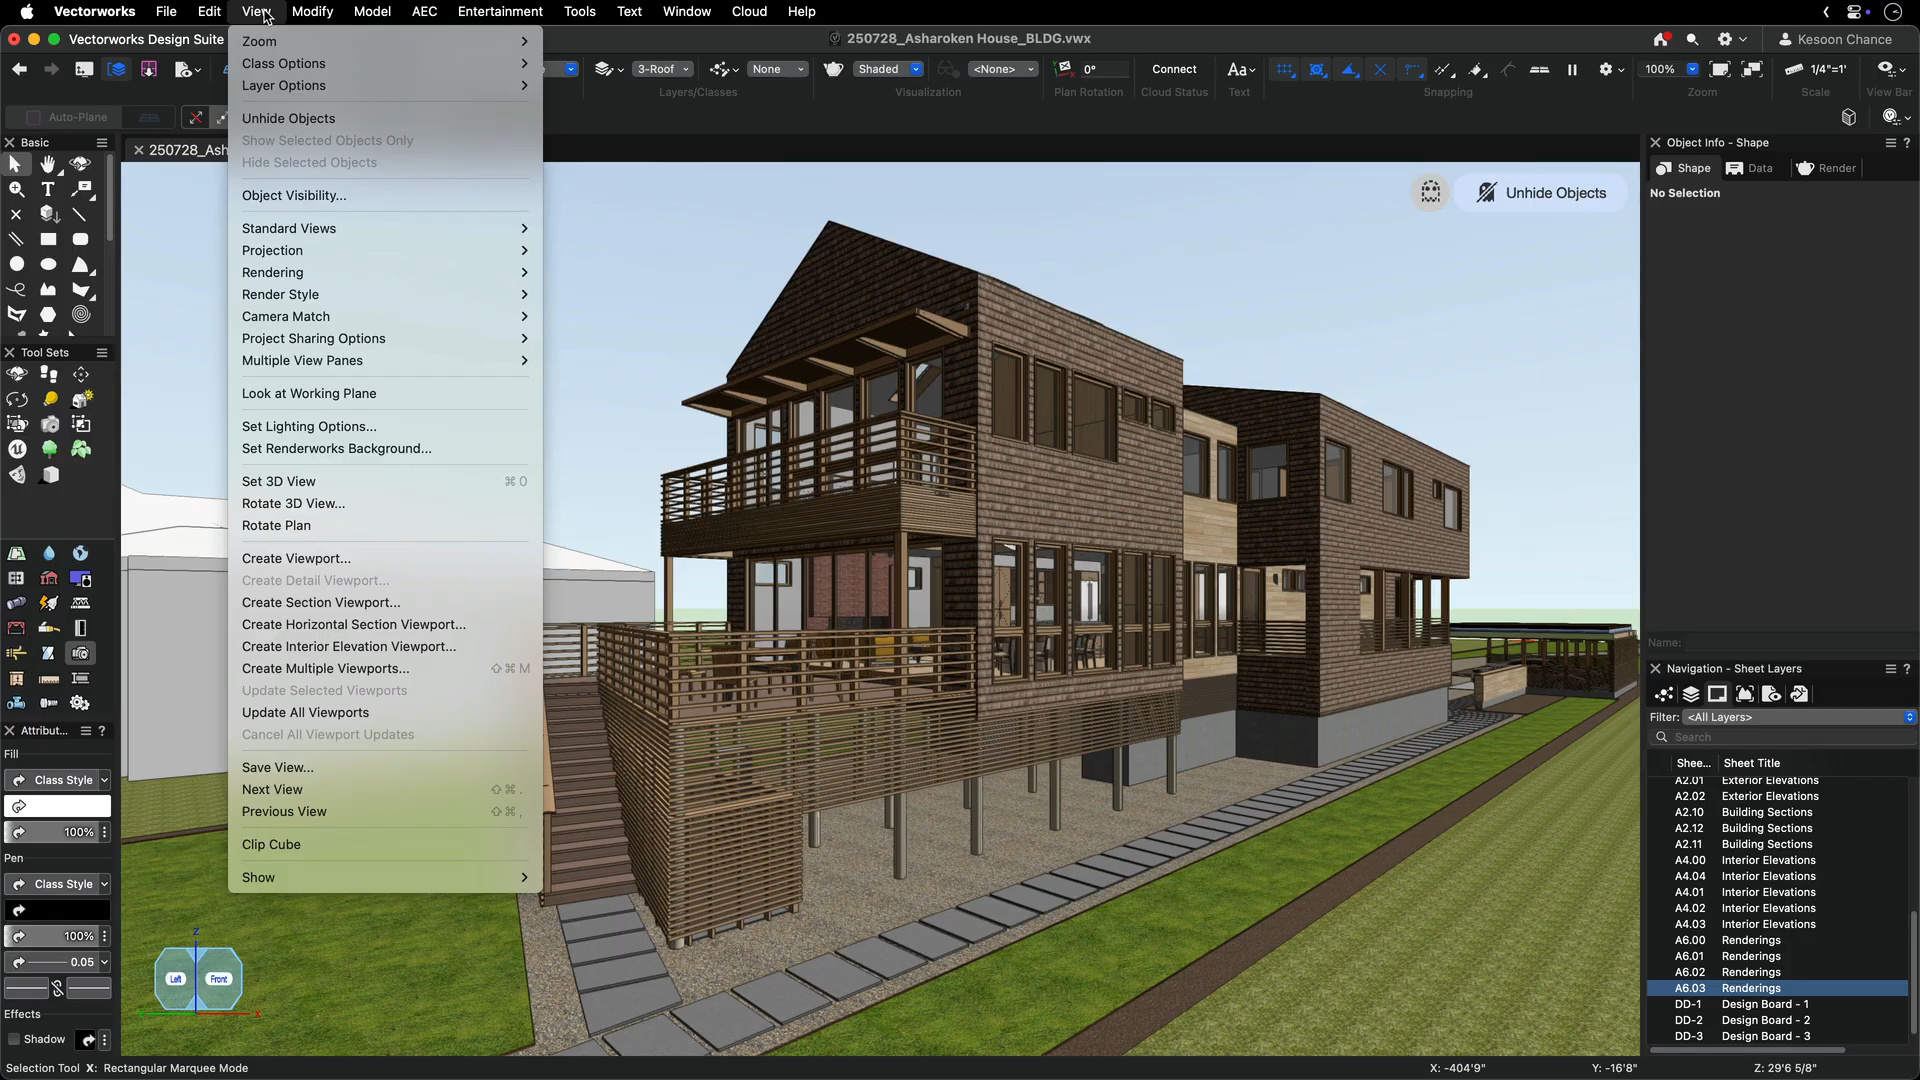 Vectorworks File Edit View Modify Model AEC Entertainment Tools Text Window Cloud Help
Vectorworks Design Suite
250728_Asharoken House_BLDG.vwx
Kesoon Chance
3-Roof
None
Shaded
<None>
0°
Connect
Aa
100%
1/4"=1'
Layers/Classes
Visualization
Plan Rotation
Cloud Status
Text
Snapping
Zoom
Scale
View Bar
Auto-Plane
Basic
250728_Ash
Zoom
Class Options
Layer Options
Unhide Objects
Show Selected Objects Only
Hide Selected Objects
Object Visibility...
Standard Views
Projection
Rendering
Render Style
Camera Match
Project Sharing Options
Multiple View Panes
Look at Working Plane
Set Lighting Options...
Set Renderworks Background...
Set 3D View ⌘0
Rotate 3D View...
Rotate Plan
Create Viewport...
Create Detail Viewport...
Create Section Viewport...
Create Horizontal Section Viewport...
Create Interior Elevation Viewport...
Create Multiple Viewports... ⇧⌘M
Update Selected Viewports
Update All Viewports
Cancel All Viewport Updates
Save View...
Next View ⇧⌘.
Previous View ⇧⌘,
Clip Cube
Show
Unhide Objects
Tool Sets
Attribut... ?
Fill
Class Style
100%
Pen
Class Style
100%
0.05
Effects
Shadow
Z
Left
Front
X
Object Info - Shape ?
Shape Data Render
No Selection
Name:
Navigation - Sheet Layers ?
Filter: <All Layers>
Search
Shee... Sheet Title
A2.01 Exterior Elevations
A2.02 Exterior Elevations
A2.10 Building Sections
A2.12 Building Sections
A2.11 Building Sections
A4.00 Interior Elevations
A4.04 Interior Elevations
A4.01 Interior Elevations
A4.02 Interior Elevations
A4.03 Interior Elevations
A6.00 Renderings
A6.01 Renderings
A6.02 Renderings
A6.03 Renderings
DD-1 Design Board - 1
DD-2 Design Board - 2
DD-3 Design Board - 3
Selection Tool X: Rectangular Marquee Mode
X: -404'9"
Y: -16'8"
Z: 29'6 5/8"